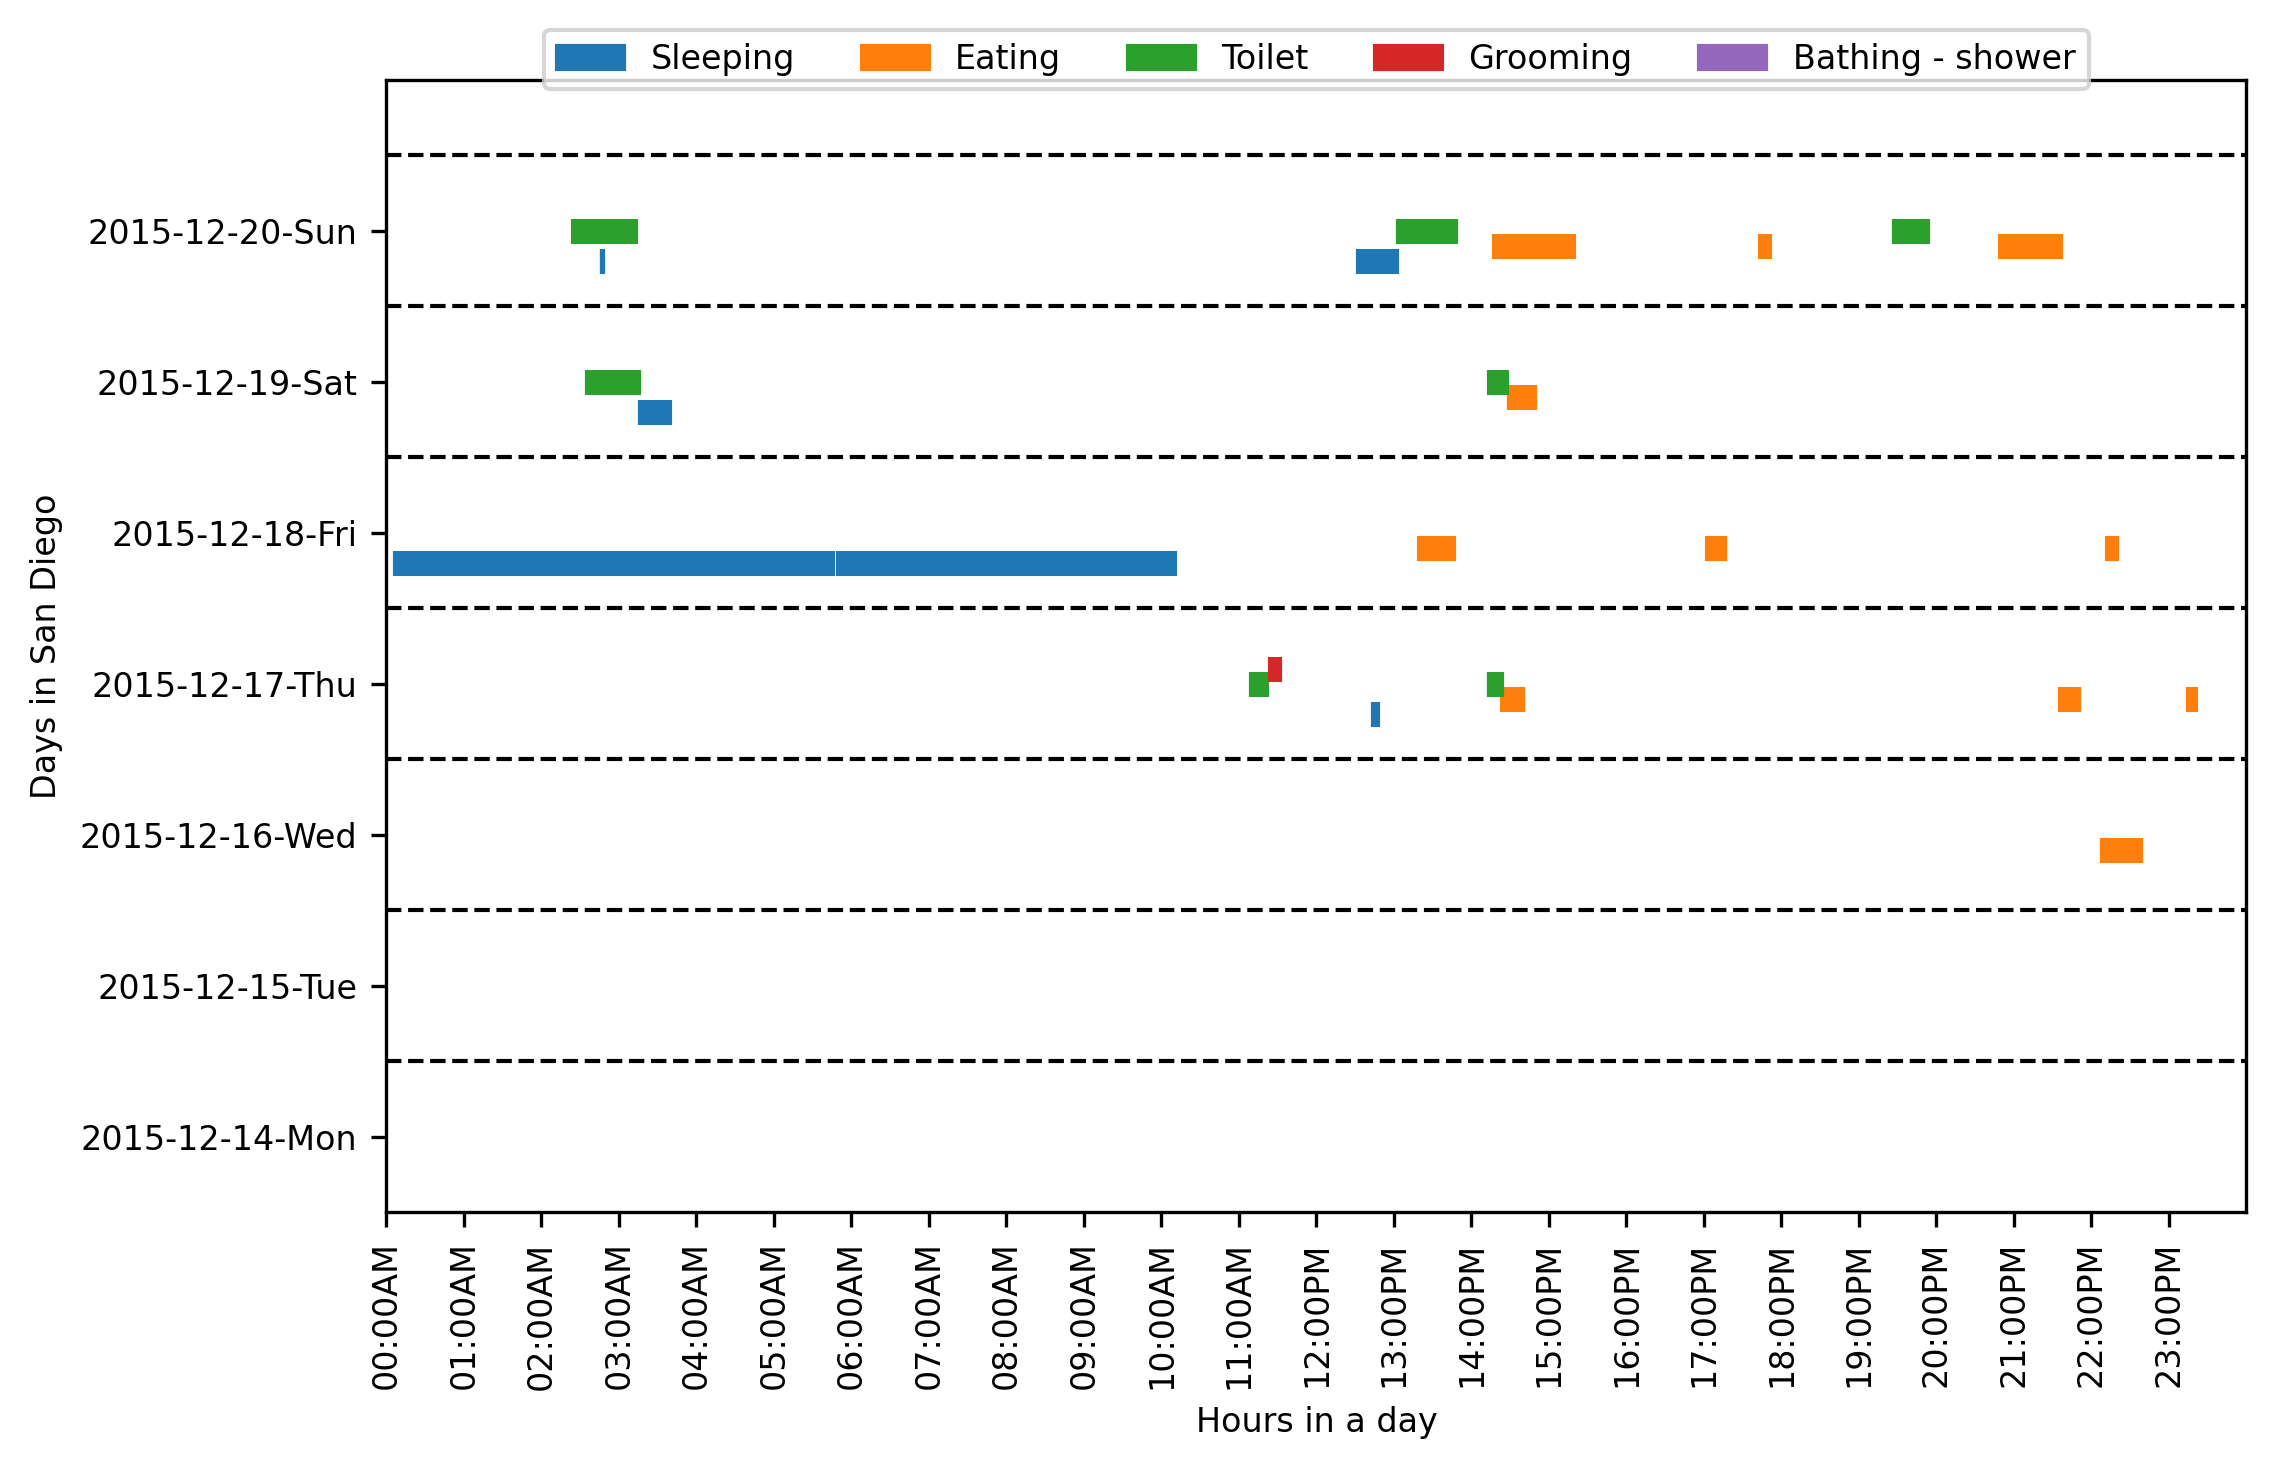 Sleeping Eating Toilet Grooming Bathing - shower
2015-12-20-Sun
2015-12-19-Sat
2015-12-18-Fri
2015-12-17-Thu
2015-12-16-Wed
2015-12-15-Tue
2015-12-14-Mon
Days in San Diego
00:00AM
01:00AM
02:00AM
03:00AM
04:00AM
05:00AM
06:00AM
07:00AM
08:00AM
09:00AM
10:00AM
11:00AM
12:00PM
13:00PM
14:00PM
15:00PM
16:00PM
17:00PM
18:00PM
19:00PM
20:00PM
21:00PM
22:00PM
23:00PM
Hours in a day